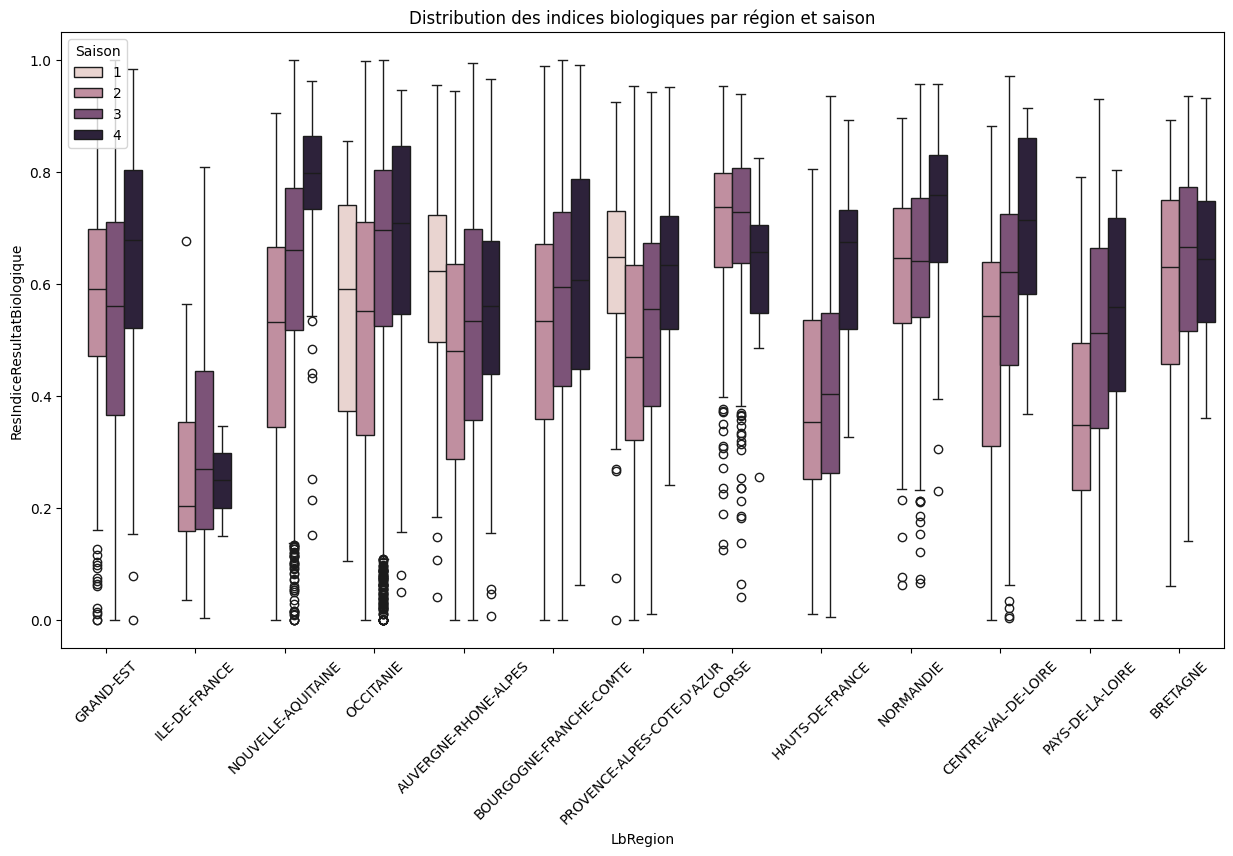 Distribution des indices biologiques par région et saison
Saison
1
2
3
4
ResIndiceResultatBiologique
1.0
0.8
0.6
0.4
0.2
0.0
GRAND-EST
ILE-DE-FRANCE
NOUVELLE-AQUITAINE
OCCITANIE
AUVERGNE-RHONE-ALPES
BOURGOGNE-FRANCHE-COMTE
PROVENCE-ALPES-COTE-D'AZUR
CORSE
HAUTS-DE-FRANCE
NORMANDIE
CENTRE-VAL-DE-LOIRE
PAYS-DE-LA-LOIRE
BRETAGNE
LbRegion